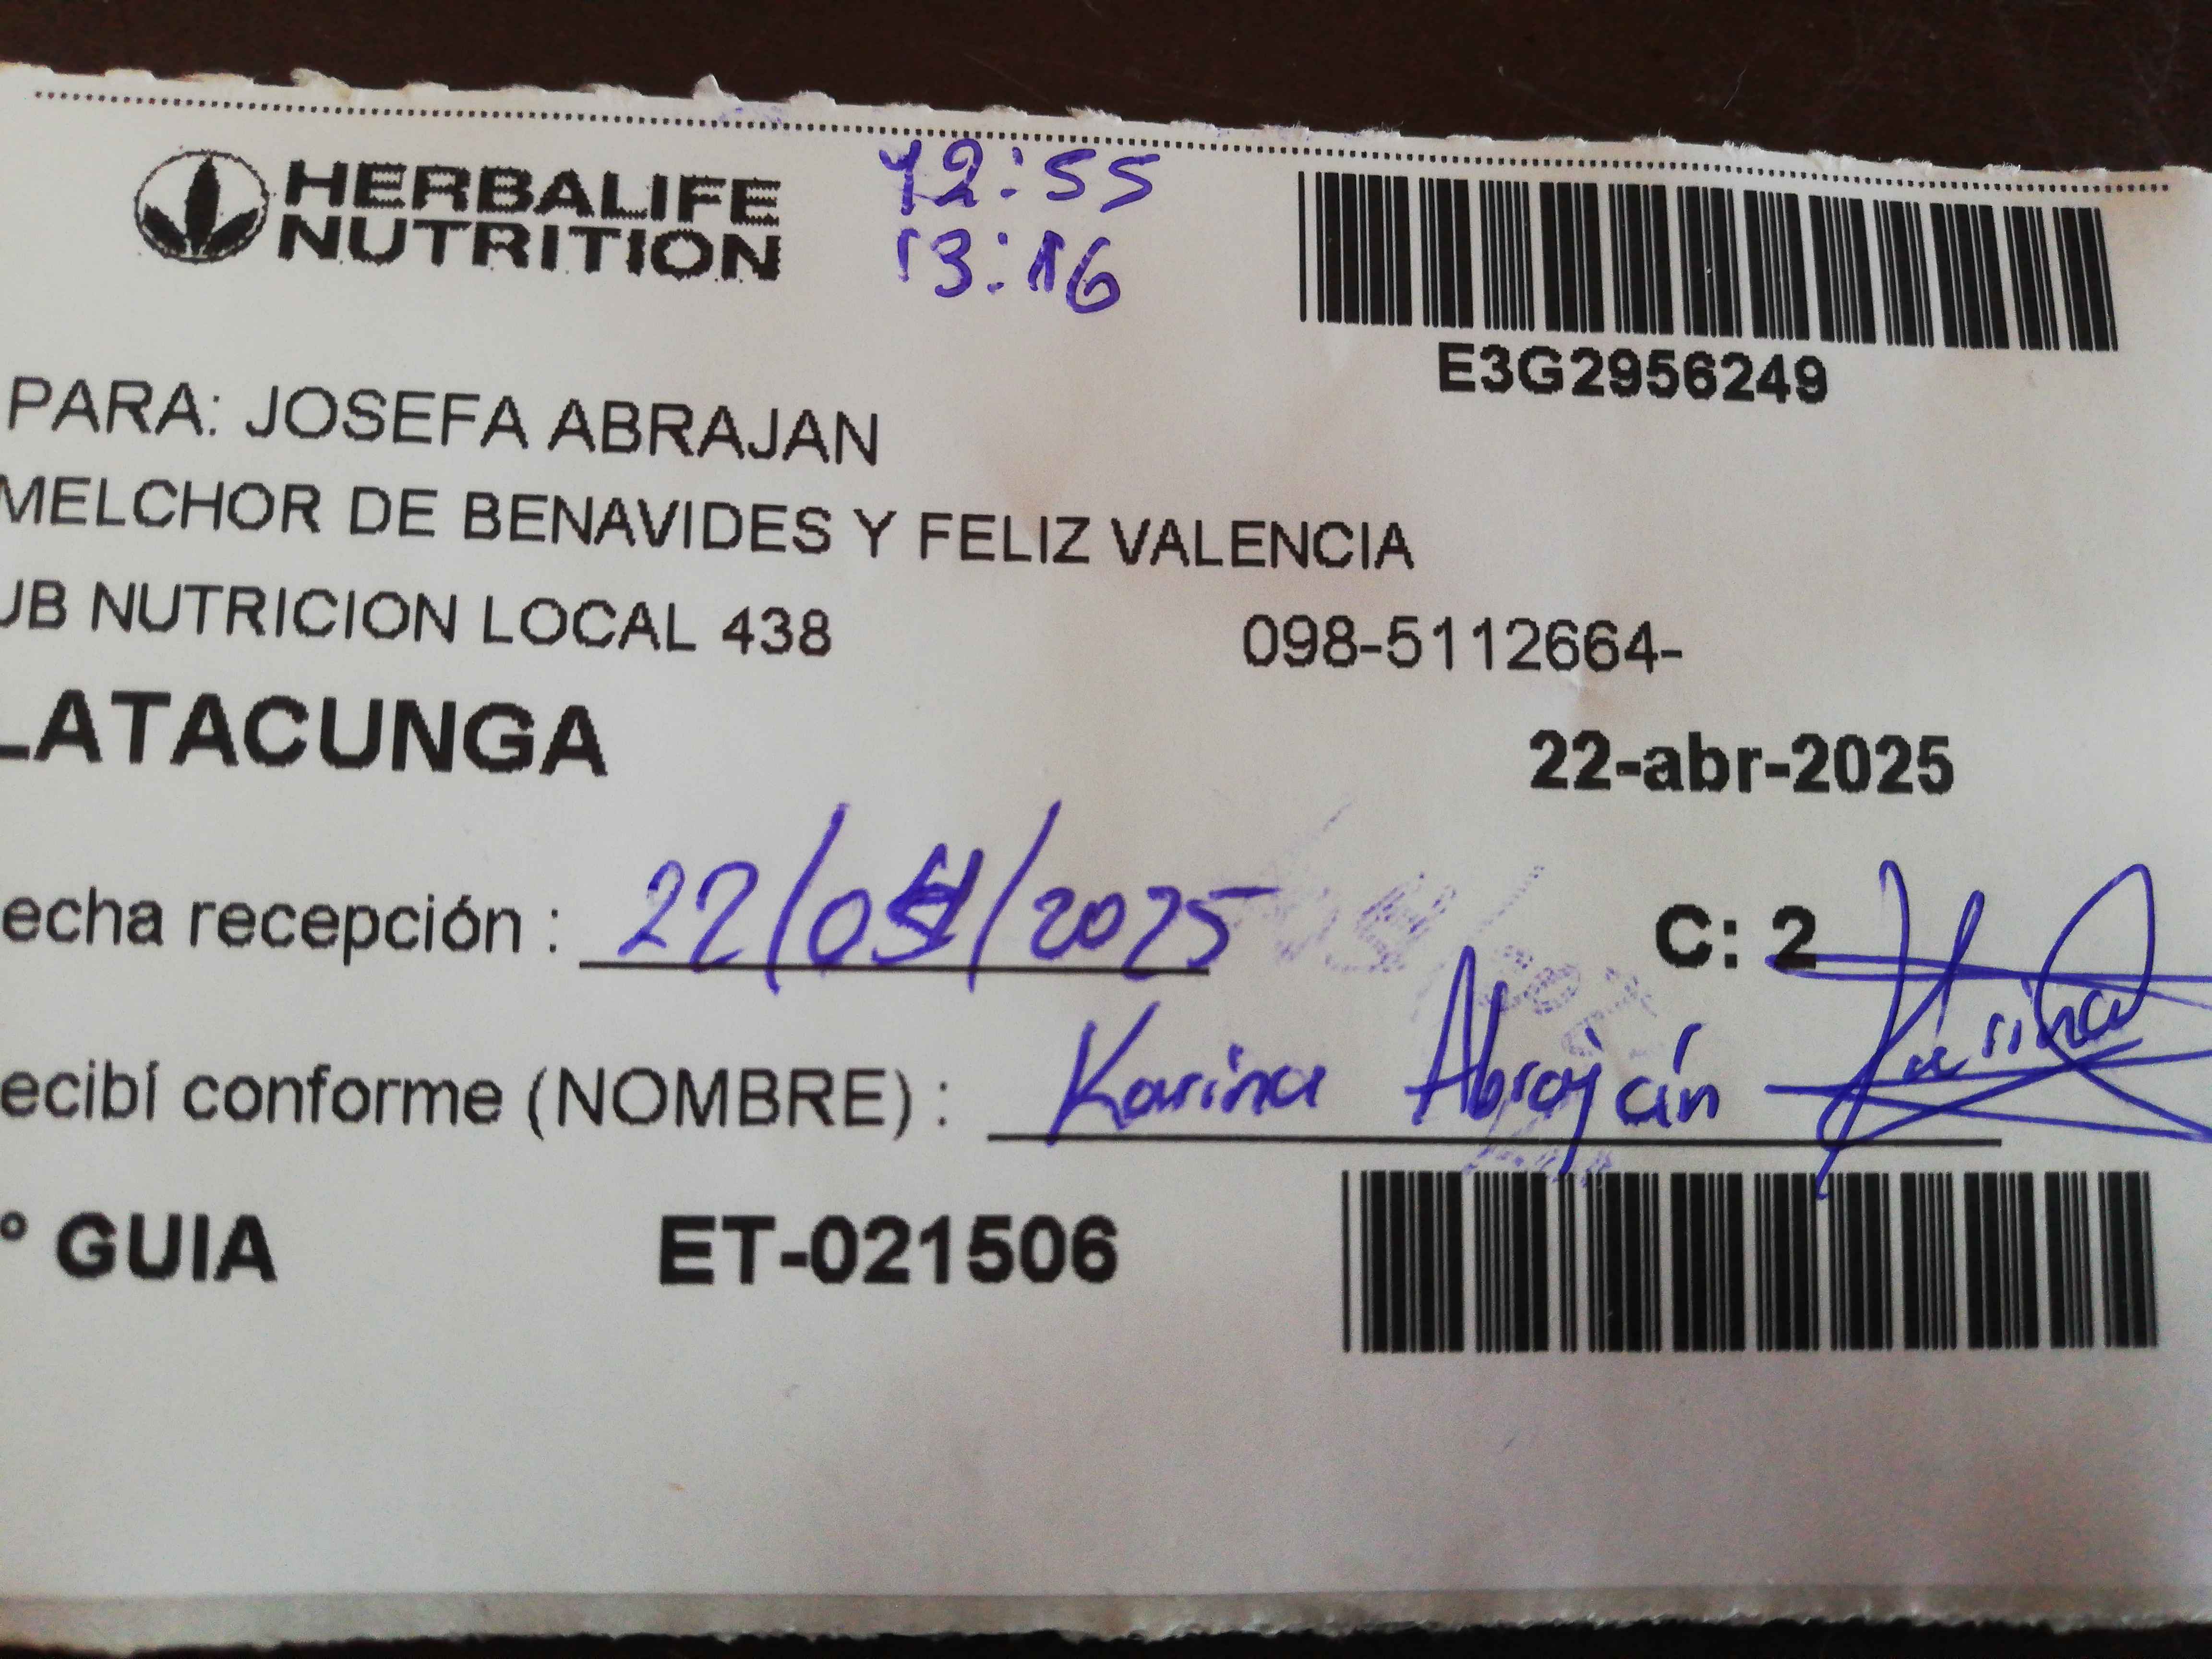 HERBALIFE
NUTRITION
12:55
13:16
E3G2956249
PARA: JOSEFA ABRAJAN
MELCHOR DE BENAVIDES Y FELIZ VALENCIA
UB NUTRICION LOCAL 438 098-5112664-
LATACUNGA
22-abr-2025
echa recepción : 22/04/2025 C: 2
ecibí conforme (NOMBRE) : Karina Abraján Karina
° GUIA ET-021506